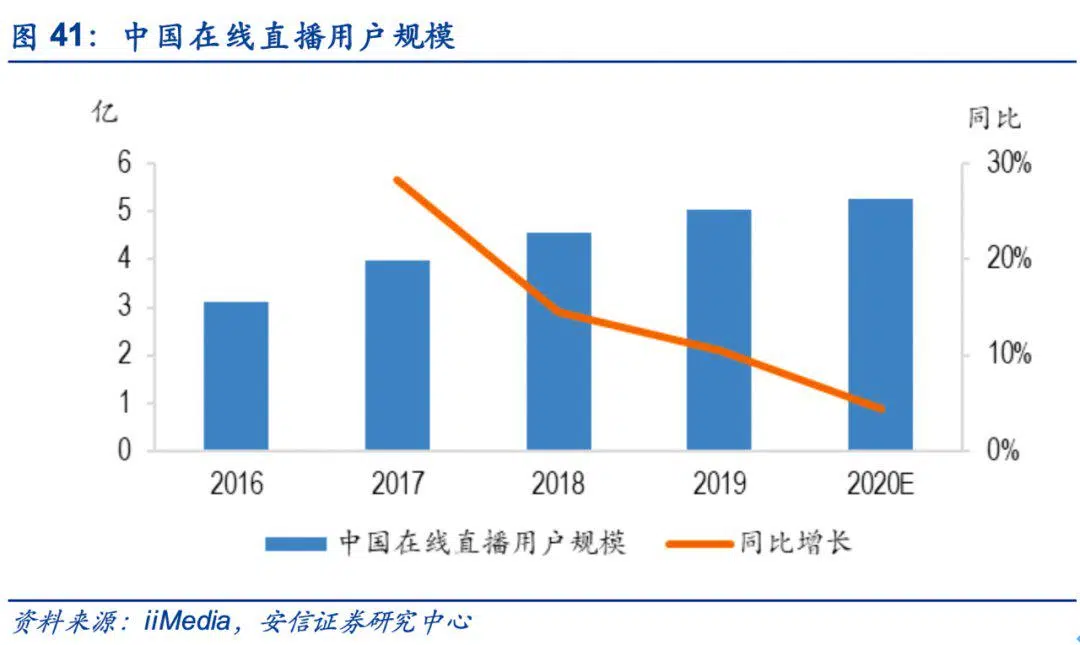 图 41：中国在线直播用户规模
亿
同比
6
5
4
3
2
1
0
30%
20%
10%
0%
2016 2017 2018 2019 2020E
中国在线直播用户规模 同比增长
资料来源：iiMedia，安信证券研究中心